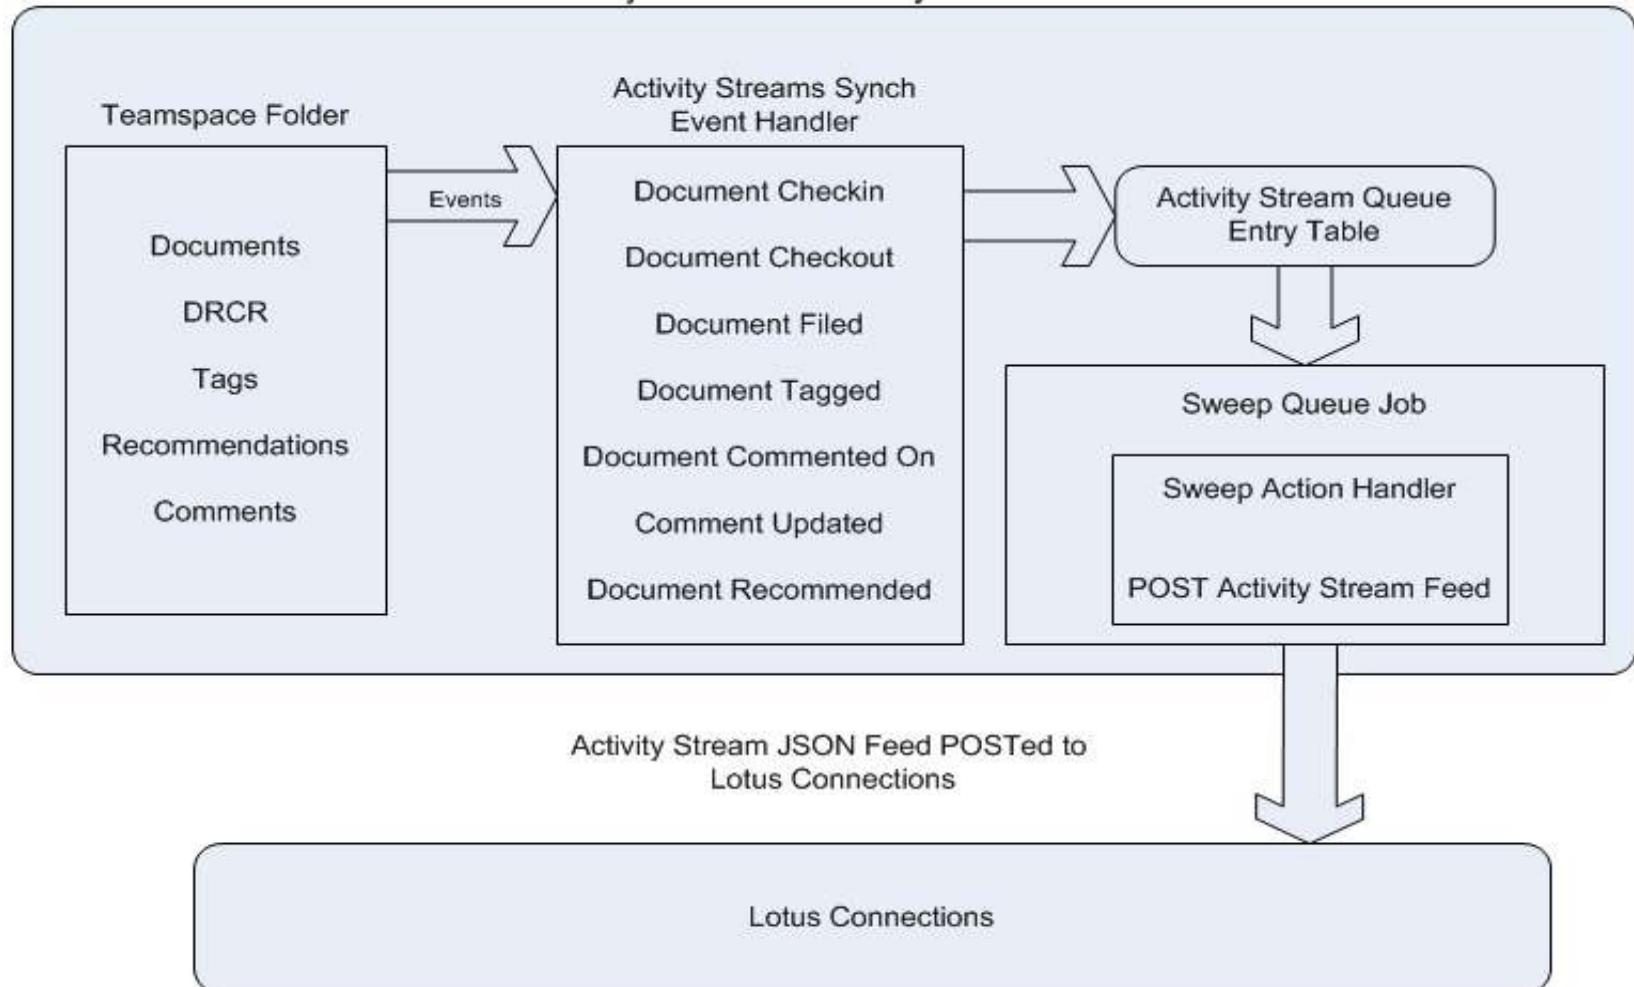 Teamspace Folder
Documents
DRCR
Tags
Recommendations
Comments
Events
Activity Streams Synch
Event Handler
Document Checkin
Document Checkout
Document Filed
Document Tagged
Document Commented On
Comment Updated
Document Recommended
Activity Stream Queue
Entry Table
Sweep Queue Job
Sweep Action Handler
POST Activity Stream Feed
Activity Stream JSON Feed POSTed to
Lotus Connections
Lotus Connections